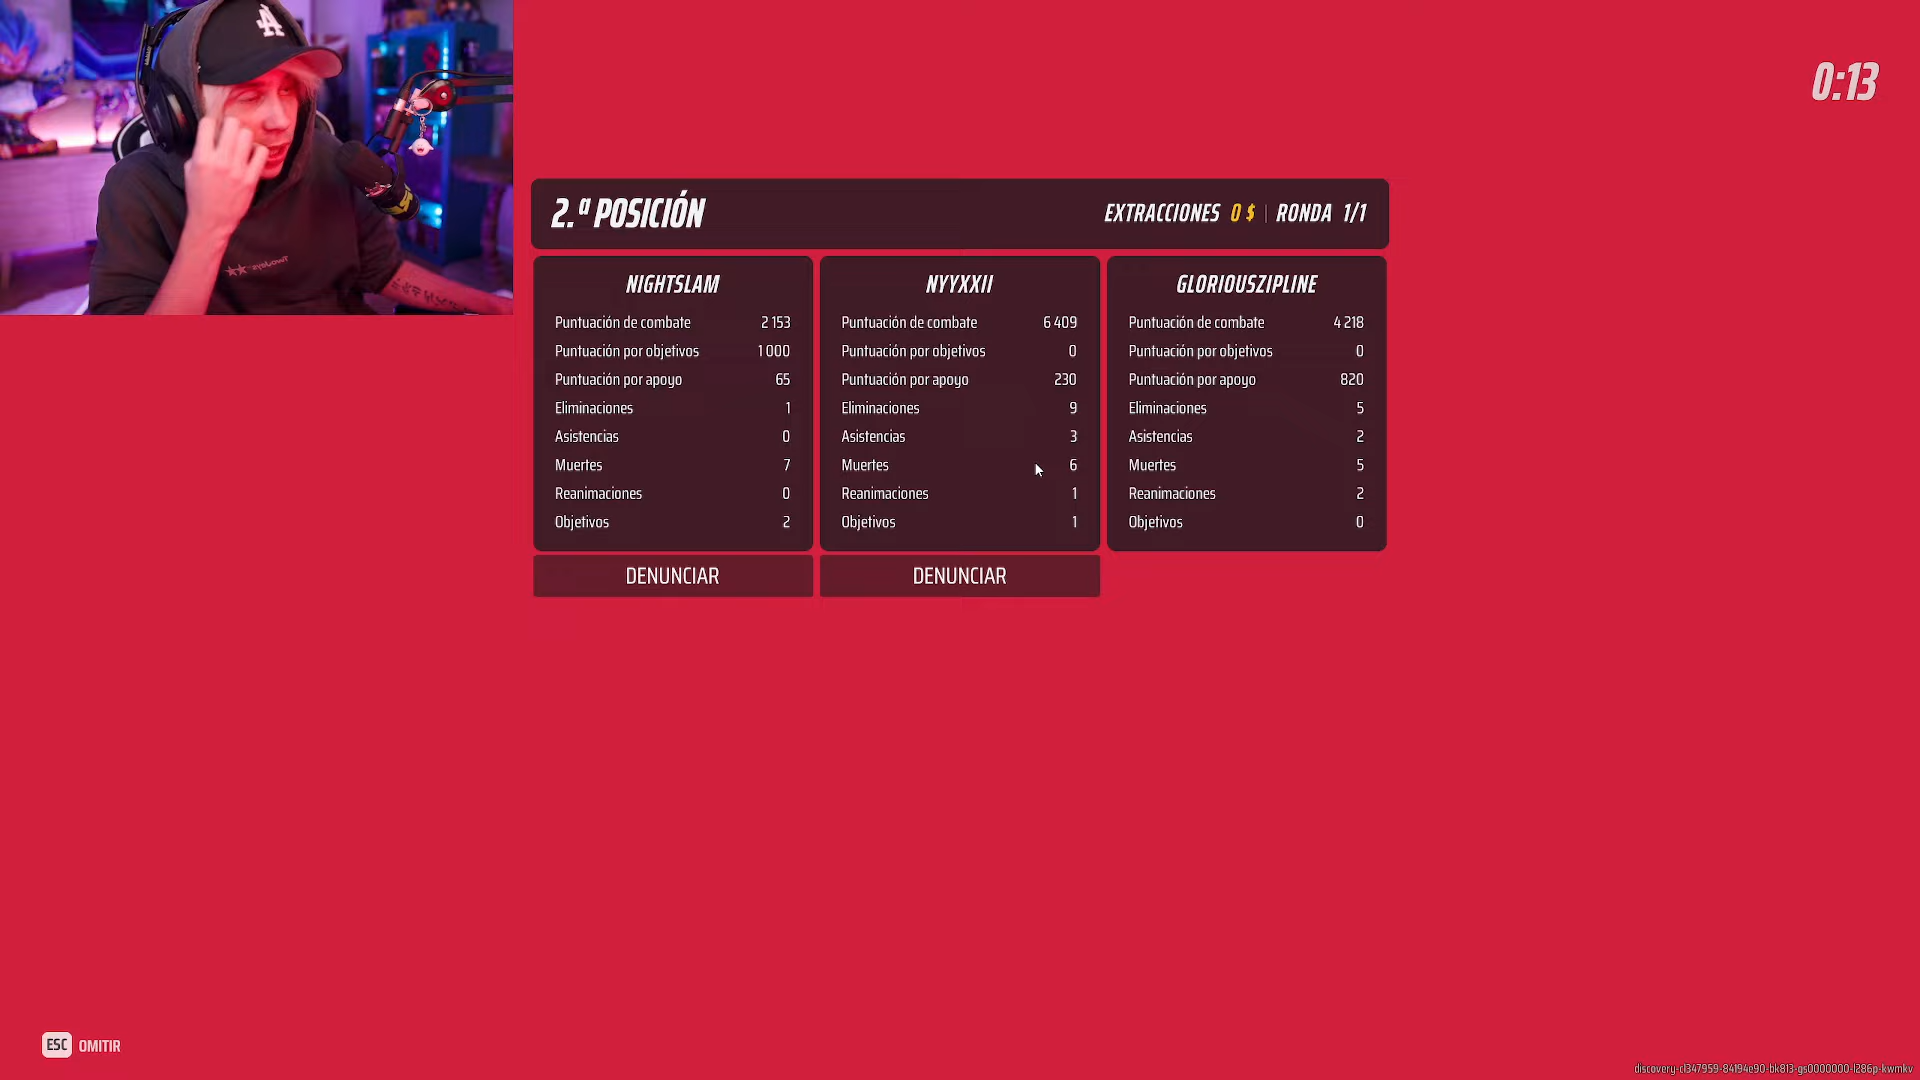 0:13
2.ª POSICIÓN
EXTRACCIONES 0 $ | RONDA 1/1
NIGHTSLAM
Puntuación de combate 2 153
Puntuación por objetivos 1 000
Puntuación por apoyo 65
Eliminaciones 1
Asistencias 0
Muertes 7
Reanimaciones 0
Objetivos 2
DENUNCIAR
NYYXXII
Puntuación de combate 6 409
Puntuación por objetivos 0
Puntuación por apoyo 230
Eliminaciones 9
Asistencias 3
Muertes 6
Reanimaciones 1
Objetivos 1
DENUNCIAR
GLORIOUSZIPLINE
Puntuación de combate 4 218
Puntuación por objetivos 0
Puntuación por apoyo 820
Eliminaciones 5
Asistencias 2
Muertes 5
Reanimaciones 2
Objetivos 0
ESC OMITIR